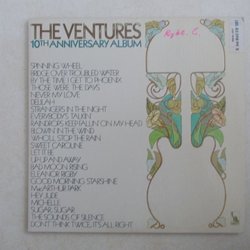 THE VENTURES
10TH ANNIVERSARY ALBUM
SPINNING WHEEL
BRIDGE OVER TROUBLED WATER
BY THE TIME I GET TO PHOENIX
THOSE WERE THE DAYS
NEVER MY LOVE
DELILAH
STRANGERS IN THE NIGHT
EVERYBODY'S TALKIN'
RAINDROPS KEEP FALLIN' ON MY HEAD
BLOWIN' IN THE WIND
WHO'LL STOP THE RAIN
SWEET CAROLINE
LET IT BE
UP, UP AND AWAY
BAD MOON RISING
ELEANOR RIGBY
GOOD MORNING STARSHINE
MacARTHUR PARK
HEY JUDE
MICHELLE
SUGAR, SUGAR
THE SOUNDS OF SILENCE
DON'T THINK TWICE, IT'S ALL RIGHT